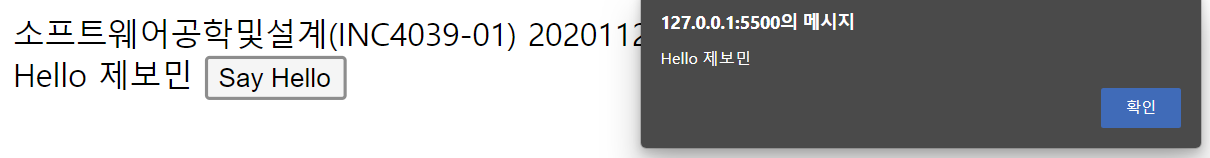 소프트웨어공학및설계(INC4039-01)
Hello 제보민 Say Hello
127.0.0.1:5500의 메시지
Hello 제보민
확인